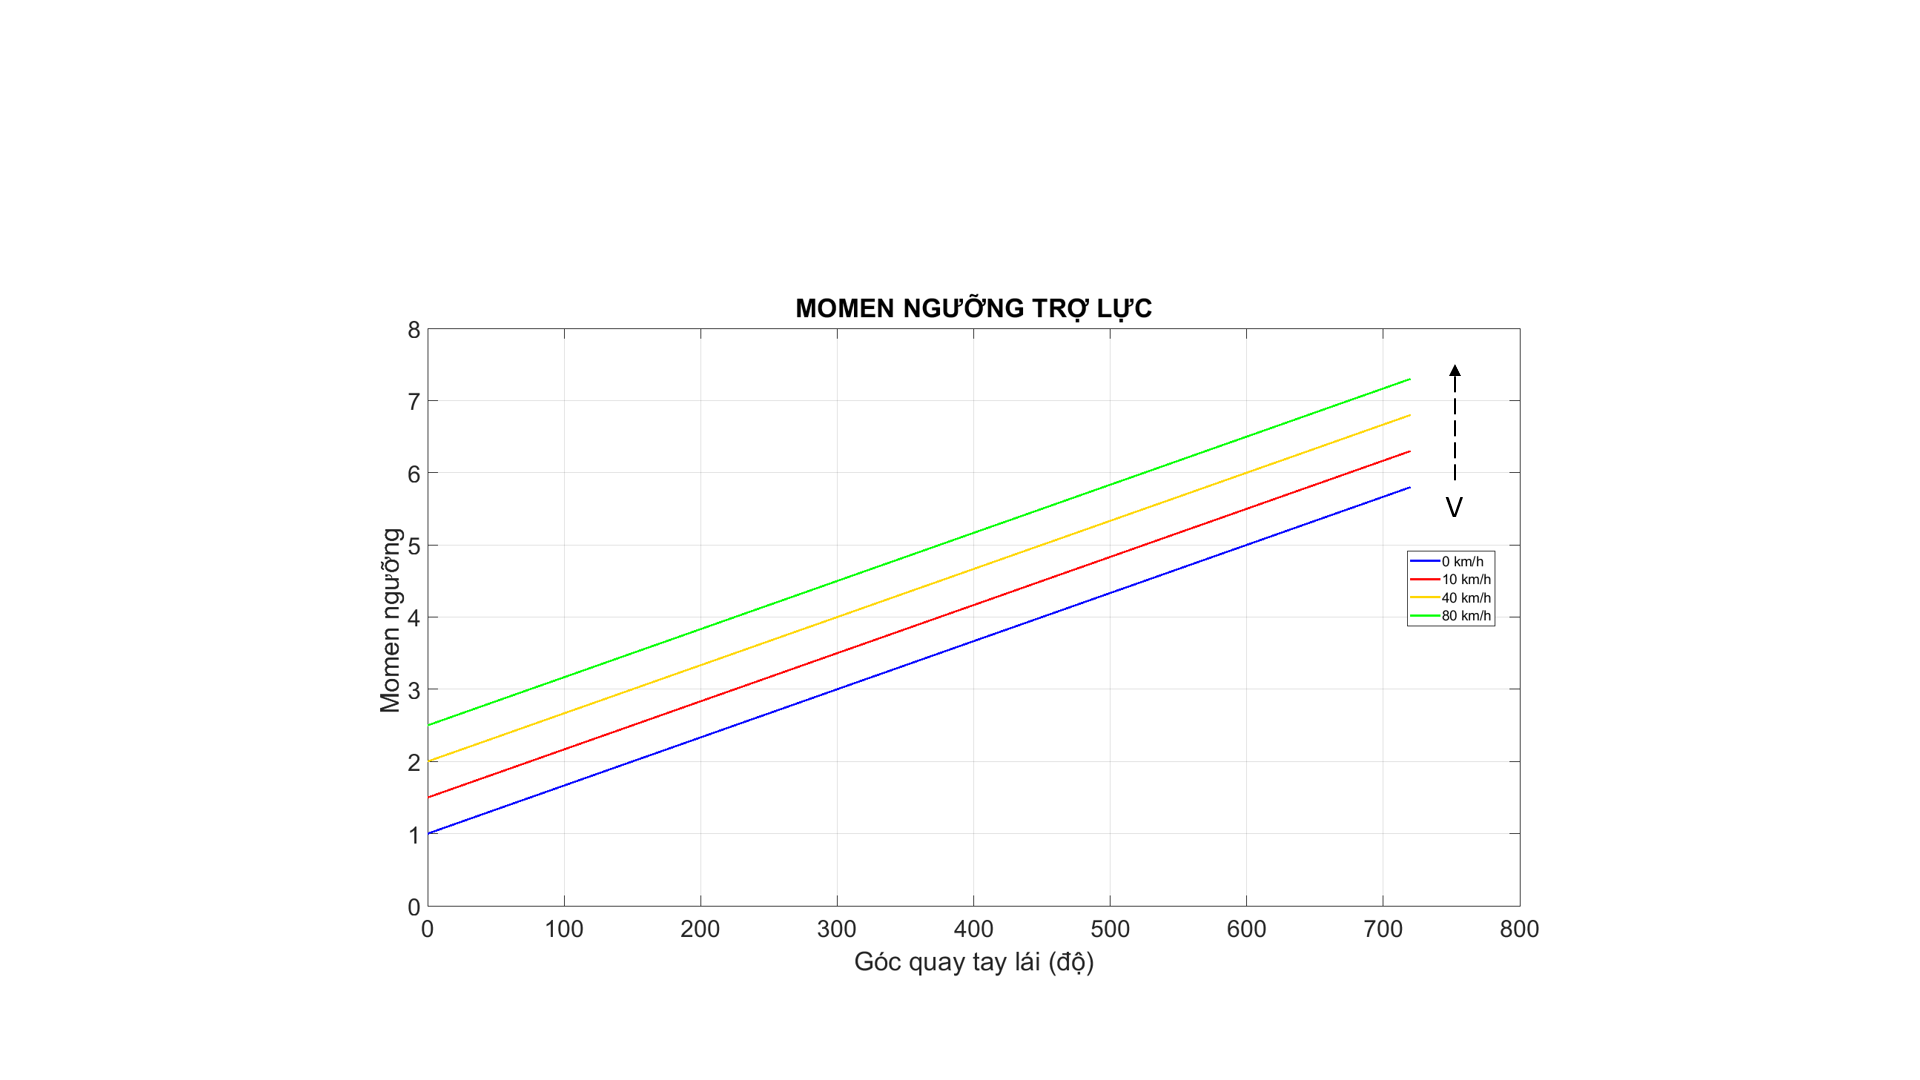 MOMEN NGƯỠNG TRỢ LỰC
8
7
6
5
4
3
2
1
0
Momen ngưỡng
V
0 km/h
10 km/h
40 km/h
80 km/h
0 100 200 300 400 500 600 700 800
Góc quay tay lái (độ)